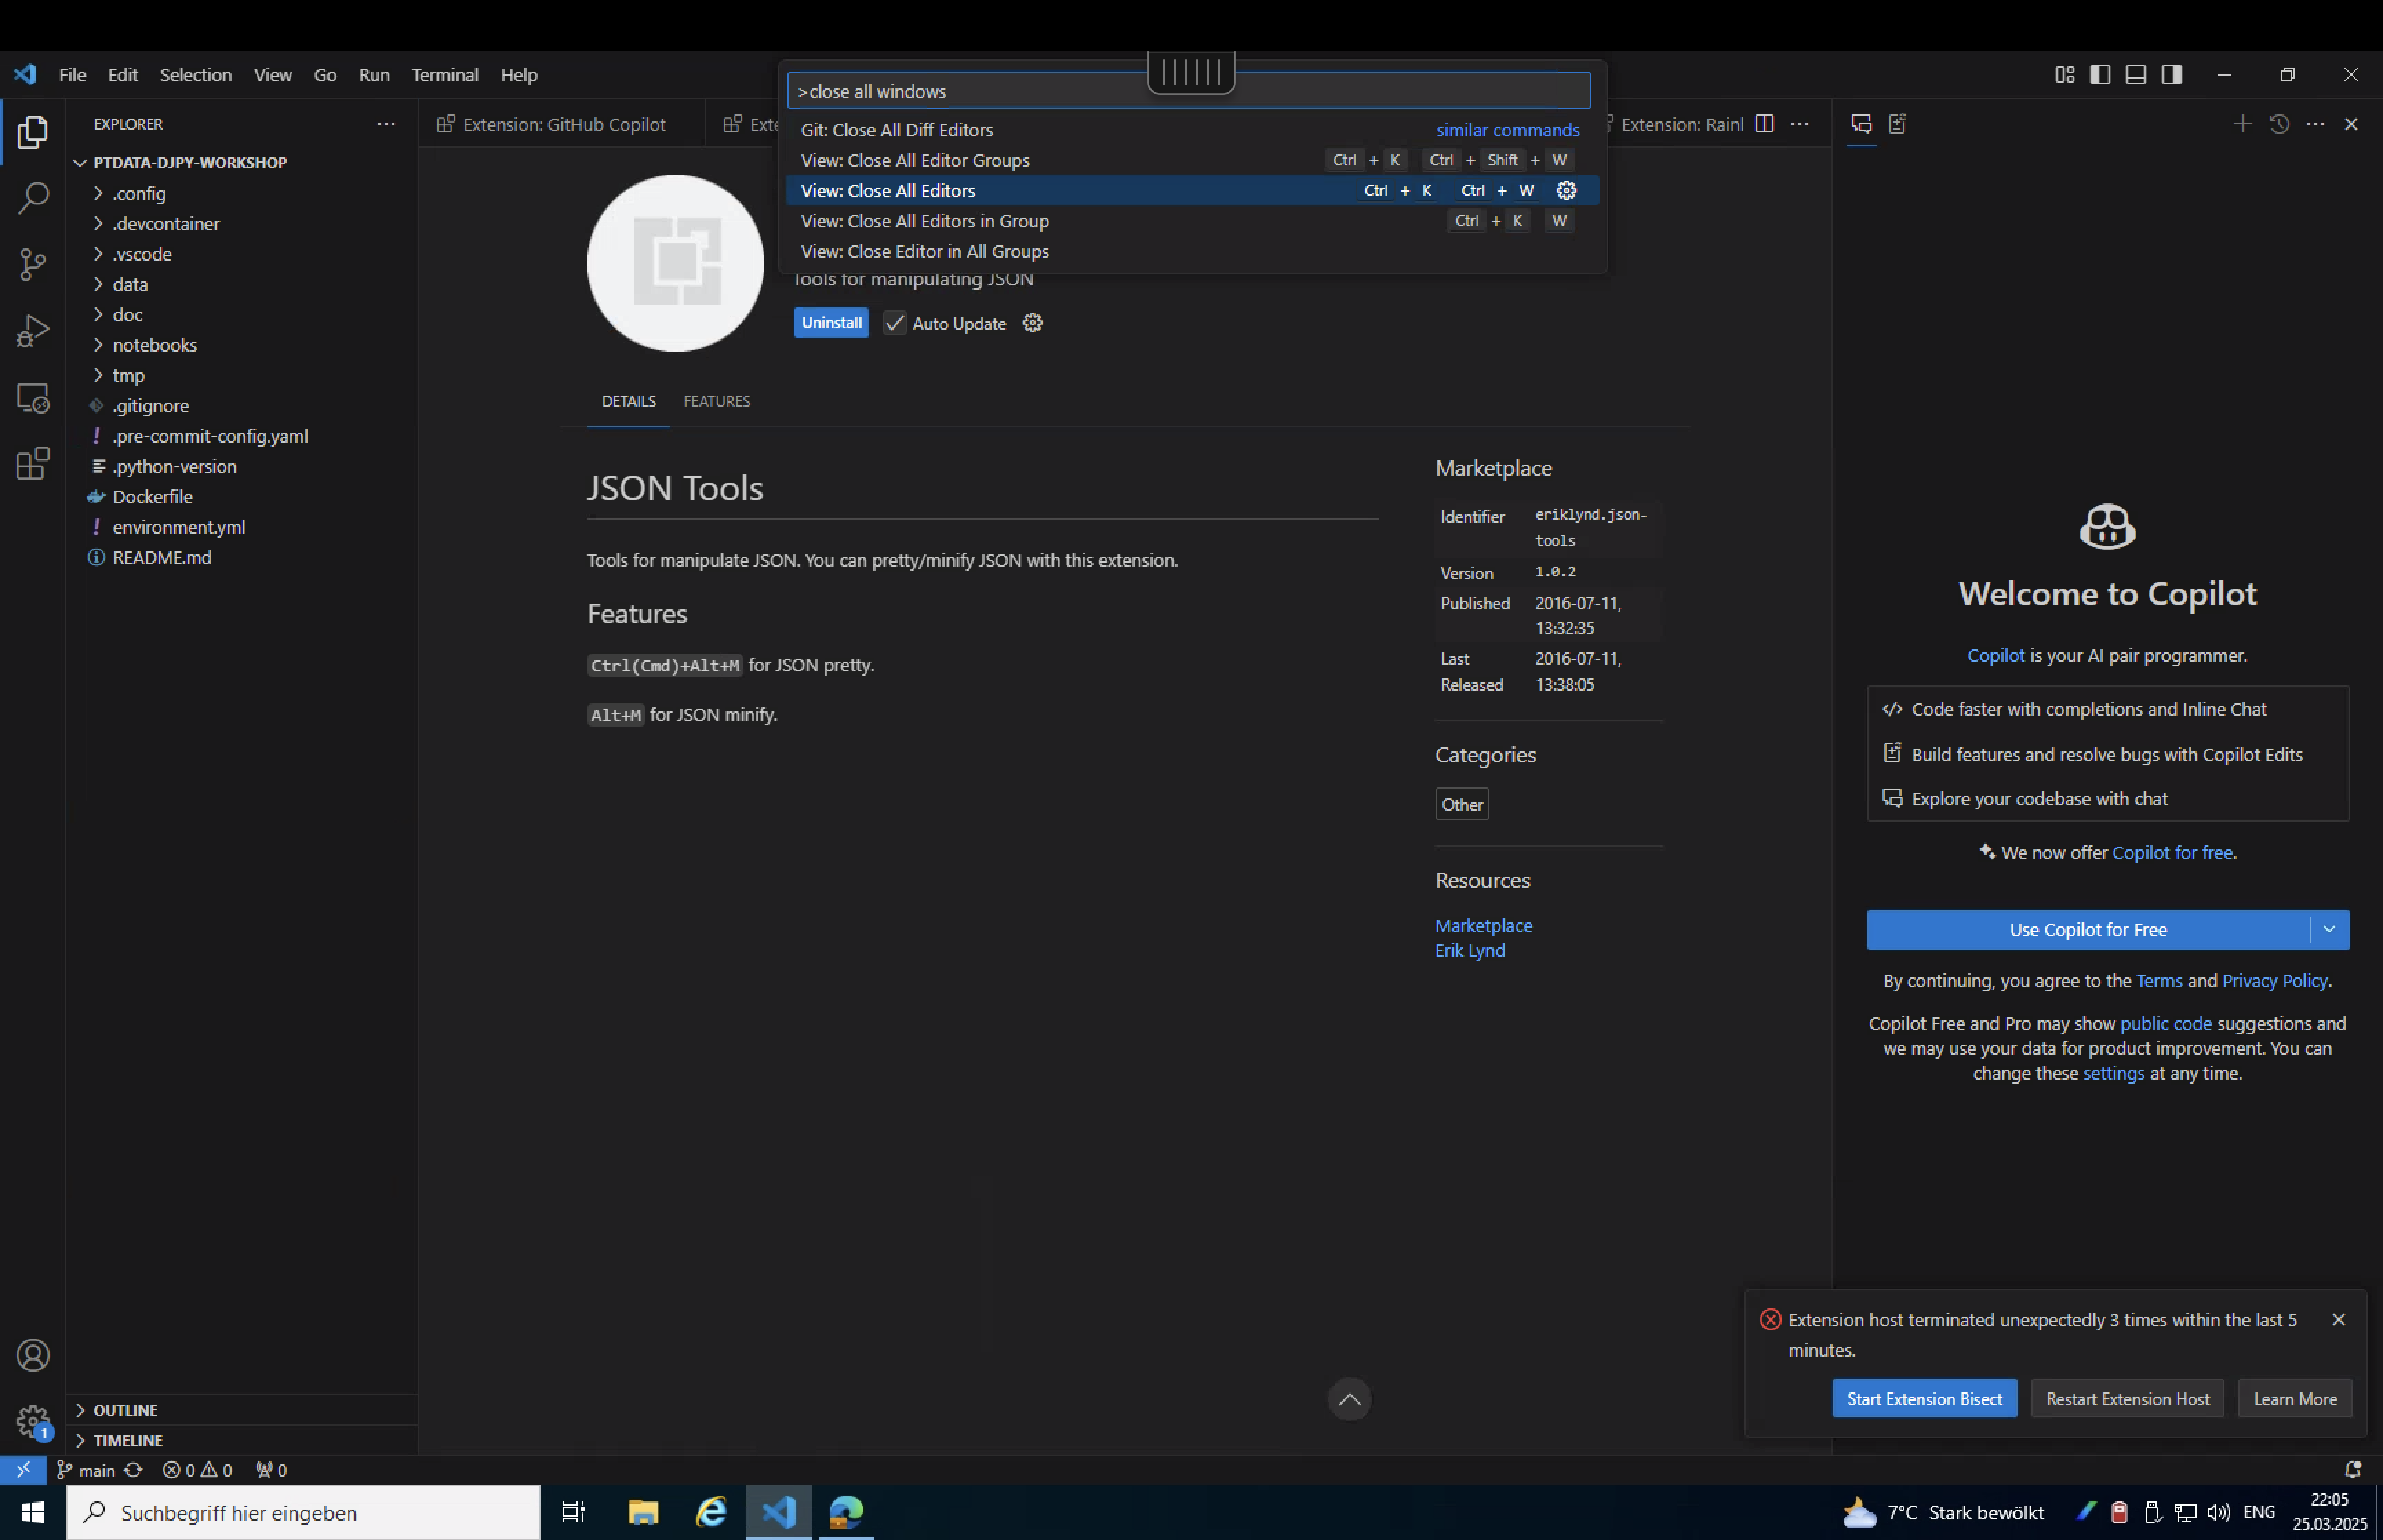 File Edit Selection View Go Run Terminal Help
>close all windows
Git: Close All Diff Editors similar commands
View: Close All Editor Groups Ctrl + K Ctrl + Shift + W
View: Close All Editors Ctrl + K Ctrl + W
View: Close All Editors in Group Ctrl + K W
View: Close Editor in All Groups
EXPLORER
PTDATA-DJPY-WORKSHOP
.config
.devcontainer
.vscode
data
doc
notebooks
tmp
.gitignore
.pre-commit-config.yaml
.python-version
Dockerfile
environment.yml
README.md
OUTLINE
TIMELINE
Extension: GitHub Copilot
Extension: Rainl
Tools for manipulating JSON
Uninstall Auto Update
DETAILS FEATURES
JSON Tools
Tools for manipulate JSON. You can pretty/minify JSON with this extension.
Features
Ctrl(Cmd)+Alt+M for JSON pretty.
Alt+M for JSON minify.
Marketplace
Identifier eriklynd.json-
tools
Version 1.0.2
Published 2016-07-11,
13:32:35
Last 2016-07-11,
Released 13:38:05
Categories
Other
Resources
Marketplace
Erik Lynd
Welcome to Copilot
Copilot is your AI pair programmer.
Code faster with completions and Inline Chat
Build features and resolve bugs with Copilot Edits
Explore your codebase with chat
We now offer Copilot for free.
Use Copilot for Free
By continuing, you agree to the Terms and Privacy Policy.
Copilot Free and Pro may show public code suggestions and
we may use your data for product improvement. You can
change these settings at any time.
Extension host terminated unexpectedly 3 times within the last 5
minutes.
Start Extension Bisect Restart Extension Host Learn More
1
main 0 0 0
Suchbegriff hier eingeben
7°C Stark bewölkt ENG 22:05
25.03.2025